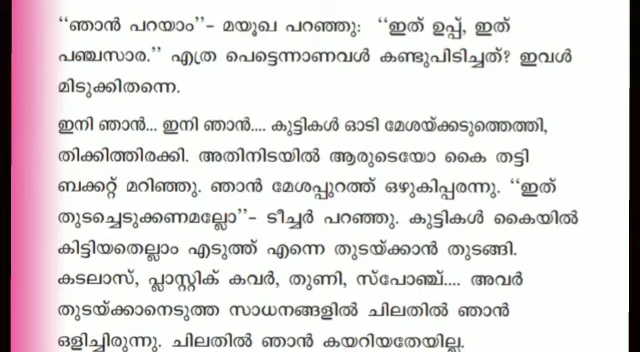 “ഞാൻ പറയാം”– മയൂഖ പറഞ്ഞു: “ഇത് ഉപ്പ്, ഇത്
പഞ്ചസാര.” എത്ര പെട്ടെന്നാണവൾ കണ്ടുപിടിച്ചത്? ഇവൾ
മിടുക്കിതന്നെ.
ഇനി ഞാൻ... ഇനി ഞാൻ.... കുട്ടികൾ ഓടി മേശയ്ക്കടുത്തെത്തി,
തിക്കിത്തിരക്കി. അതിനിടയിൽ ആരുടെയോ കൈ തട്ടി
ബക്കറ്റ് മറിഞ്ഞു. ഞാൻ മേശപ്പുറത്ത് ഒഴുകിപ്പരന്നു. “ഇത്
തുടച്ചെടുക്കണമല്ലോ”– ടീച്ചർ പറഞ്ഞു. കുട്ടികൾ കൈയിൽ
കിട്ടിയതെല്ലാം എടുത്ത് എന്നെ തുടയ്ക്കാൻ തുടങ്ങി.
കടലാസ്, പ്ലാസ്റ്റിക് കവർ, തുണി, സ്പോഞ്ച്.... അവർ
തുടയ്ക്കാനെടുത്ത സാധനങ്ങളിൽ ചിലതിൽ ഞാൻ
ഒളിച്ചിരുന്നു. ചിലതിൽ ഞാൻ കയറിയതേയില്ല.